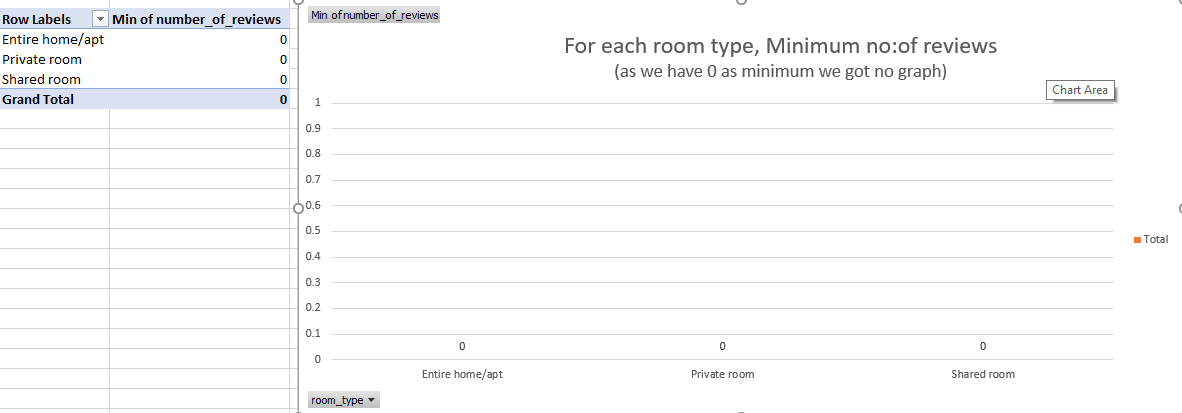 Row Labels Min of number_of_reviews
Entire home/apt 0
Private room 0
Shared room 0
Grand Total 0
Min of number_of_reviews
For each room type, Minimum no:of reviews
(as we have 0 as minimum we got no graph)
Chart Area
1
0.9
0.8
0.7
0.6
0.5
0.4
0.3
0.2
0.1
0
0 0 0
Entire home/apt Private room Shared room
Total
room_type